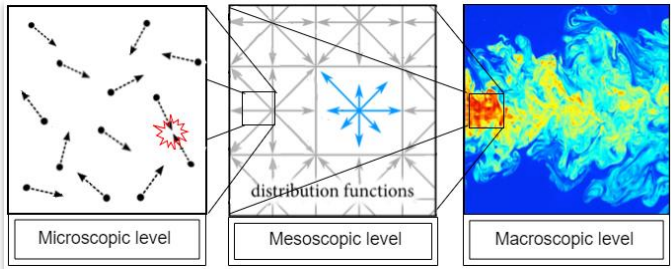 distribution functions
Microscopic level
Mesoscopic level
Macroscopic level